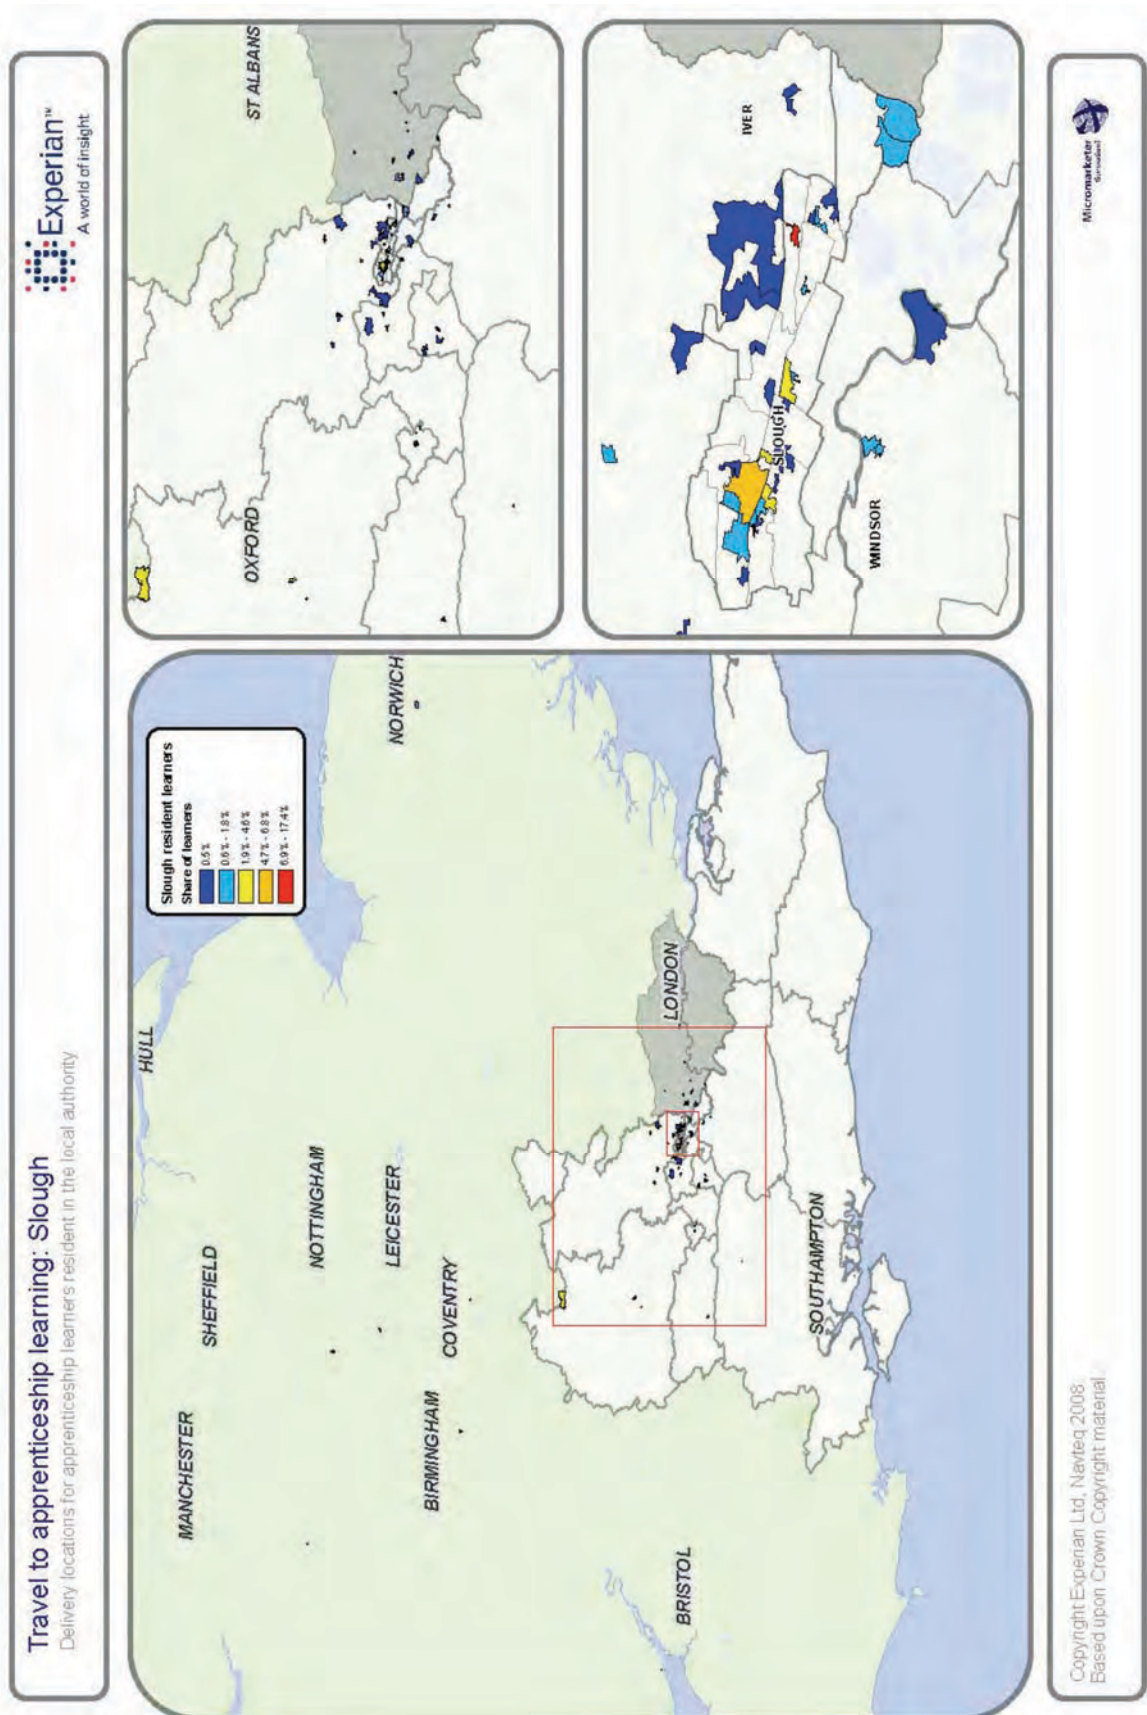 Travel to apprenticeship learning: Slough
Delivery locations for apprenticeship learners resident in the local authority
Experian™
A world of insight
HULL
MANCHESTER
SHEFFIELD
NOTTINGHAM
LEICESTER
NORWICH
BIRMINGHAM
COVENTRY
BRISTOL
LONDON
SOUTHAMPTON
Slough resident learners
Share of learners
0.5%
0.6% - 1.8%
1.9% - 4.6%
4.7% - 6.8%
6.9% - 17.4%
ST ALBANS
OXFORD
IVER
SLOUGH
WINDSOR
Copyright Experian Ltd, Navteq 2008
Based upon Crown Copyright material
Micromarketer